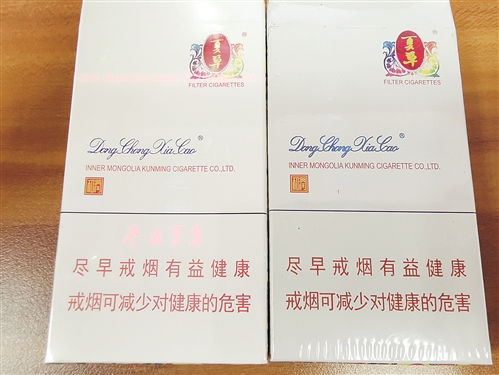 夏草
FILTER CIGARETTES
Dong Chong Xia Cao®
INNER MONGOLIA KUNMING CIGARETTE CO.,LTD.
尽早戒烟有益健康
戒烟可减少对健康的危害
夏草
FILTER CIGARETTES
Dong Chong Xia Cao®
INNER MONGOLIA KUNMING CIGARETTE CO.,LTD.
尽早戒烟有益健康
戒烟可减少对健康的危害